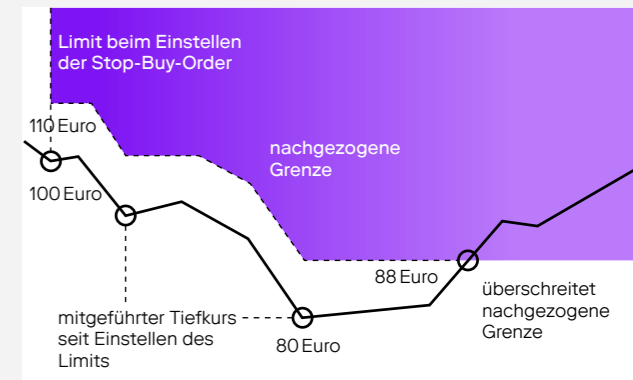 Limit beim Einstellen
der Stop-Buy-Order
110 Euro
nachgezogene
Grenze
100 Euro
88 Euro
überschreitet
nachgezogene
Grenze
mitgeführter Tiefkurs
seit Einstellen des
Limits
80 Euro